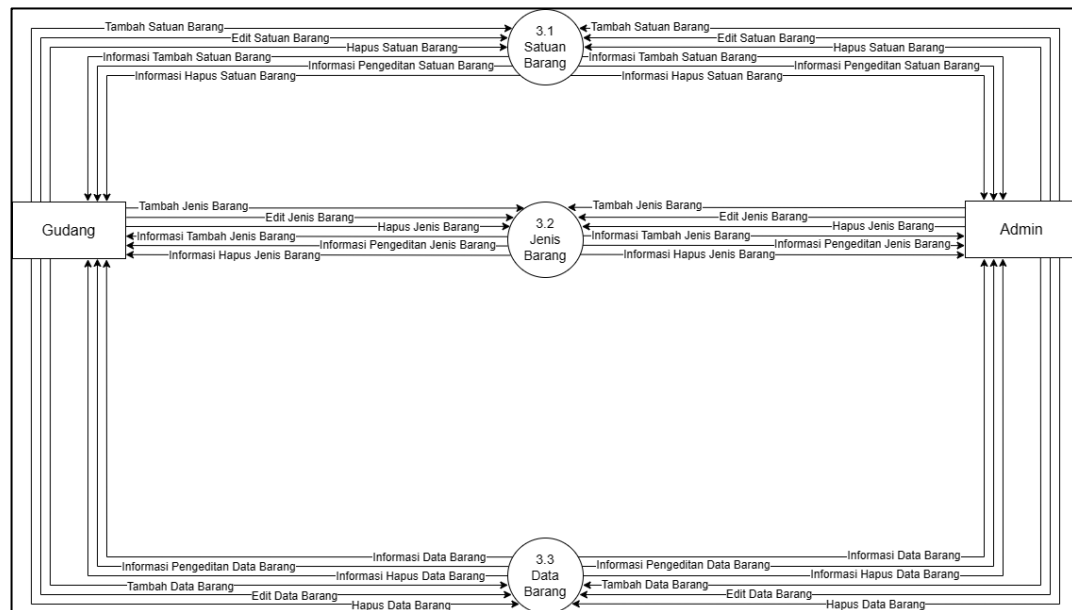 Tambah Satuan Barang
Edit Satuan Barang
Hapus Satuan Barang
Informasi Tambah Satuan Barang
Informasi Pengeditan Satuan Barang
Informasi Hapus Satuan Barang
3.1
Satuan
Barang
Tambah Satuan Barang
Edit Satuan Barang
Hapus Satuan Barang
Informasi Tambah Satuan Barang
Informasi Pengeditan Satuan Barang
Informasi Hapus Satuan Barang
Gudang
Tambah Jenis Barang
Edit Jenis Barang
Hapus Jenis Barang
Informasi Tambah Jenis Barang
Informasi Pengeditan Jenis Barang
Informasi Hapus Jenis Barang
3.2
Jenis
Barang
Tambah Jenis Barang
Edit Jenis Barang
Hapus Jenis Barang
Informasi Tambah Jenis Barang
Informasi Pengeditan Jenis Barang
Informasi Hapus Jenis Barang
Admin
Informasi Data Barang
Informasi Pengeditan Data Barang
Informasi Hapus Data Barang
Tambah Data Barang
Edit Data Barang
Hapus Data Barang
3.3
Data
Barang
Informasi Data Barang
Informasi Pengeditan Data Barang
Informasi Hapus Data Barang
Tambah Data Barang
Edit Data Barang
Hapus Data Barang